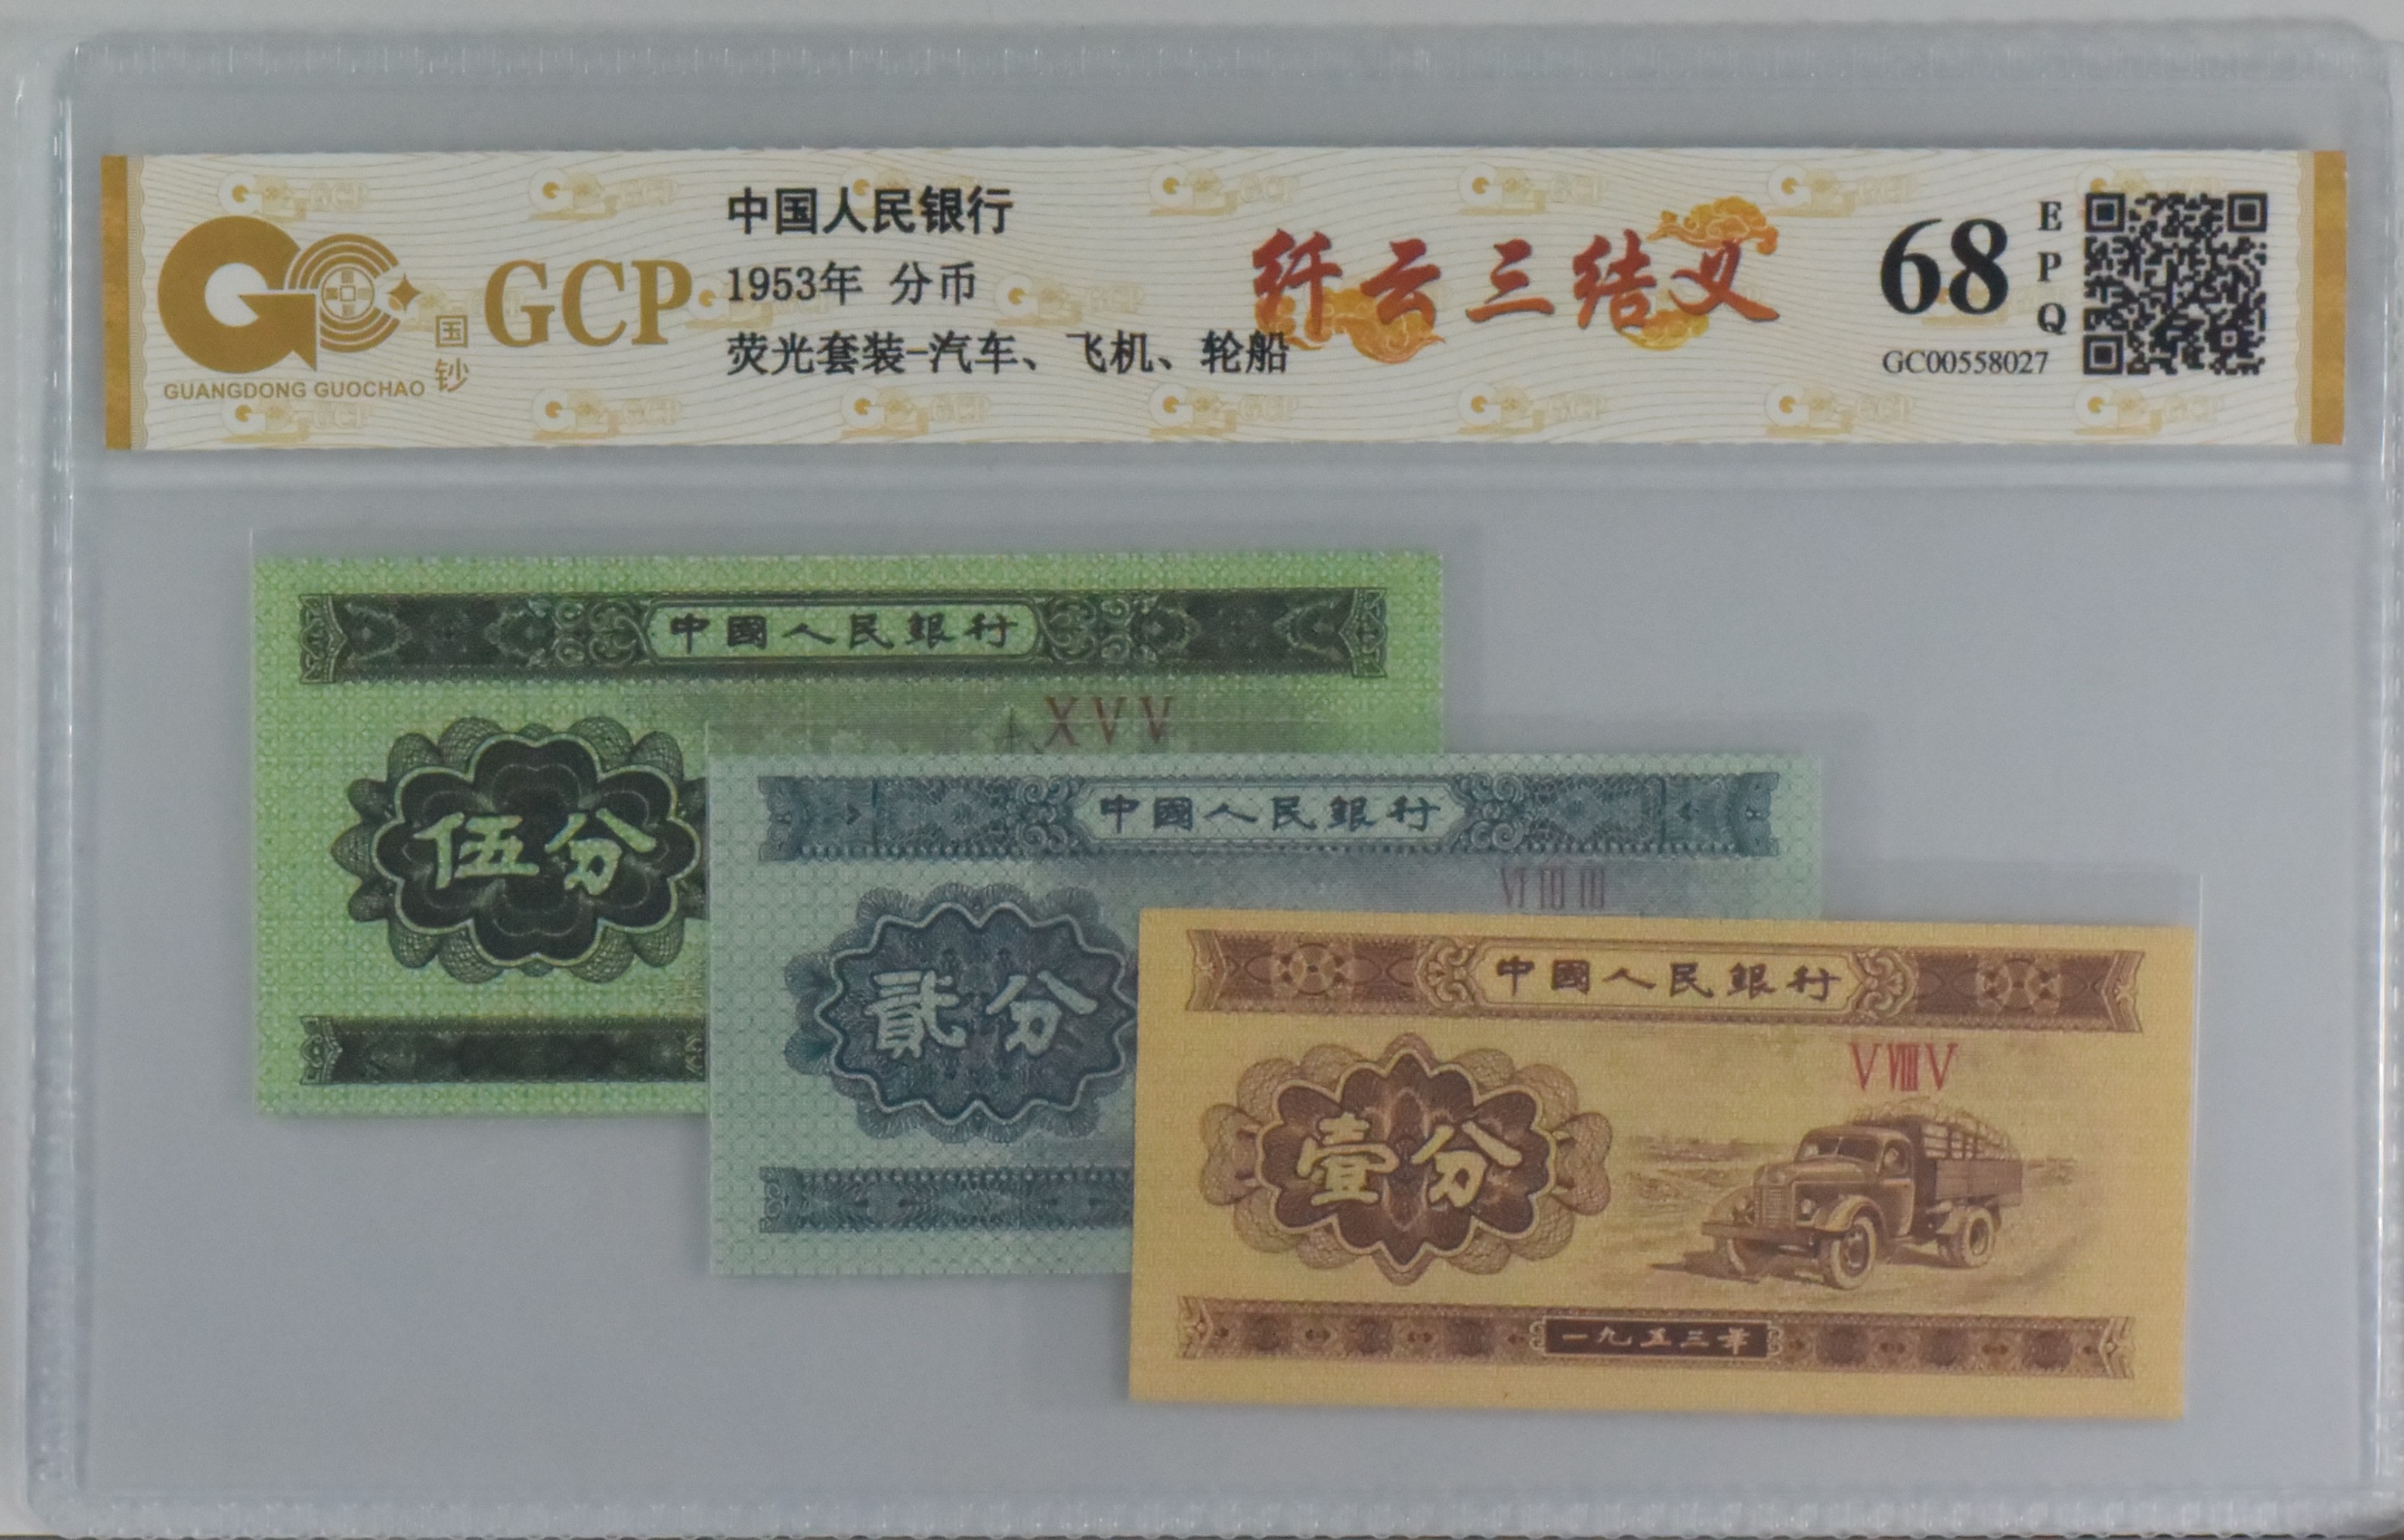 中国人民银行
1953年 分币
荧光套装-汽车、飞机、轮船
GCP
国钞
GUANGDONG GUOCHAO
纤云三结义
68
EPQ
GC00558027
中國人民銀行
XVV
伍分
中國人民銀行
ⅥⅢⅢ
貳分
中國人民銀行
ⅤⅧⅤ
壹分
一九五三年